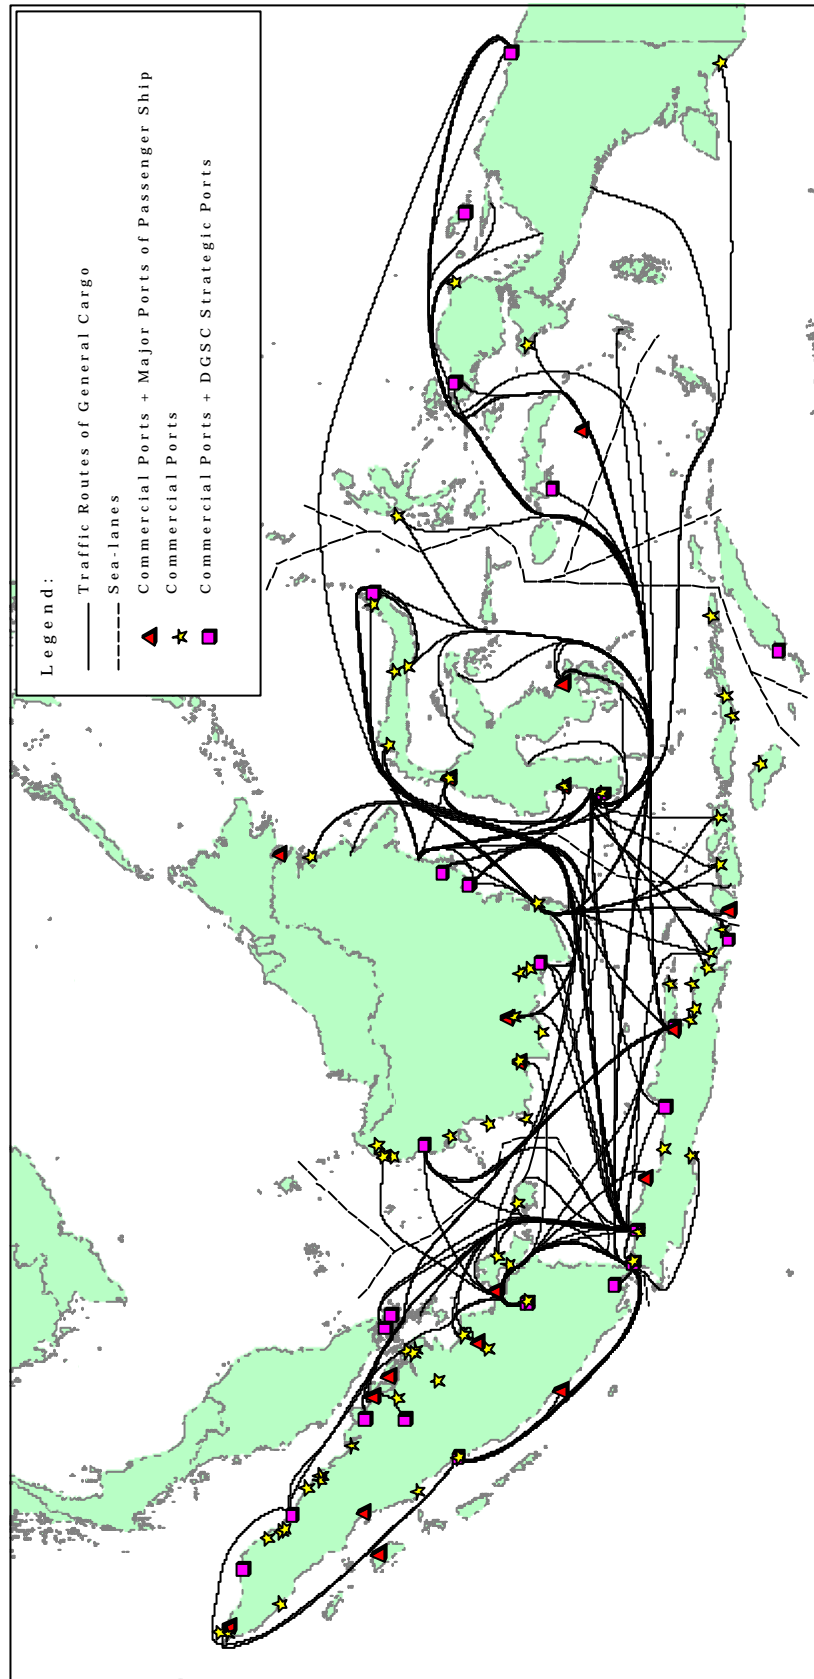 Legend:
Traffic Routes of General Cargo
Sea-lanes
Commercial Ports + Major Ports of Passenger Ship
Commercial Ports
Commercial Ports + DGSC Strategic Ports